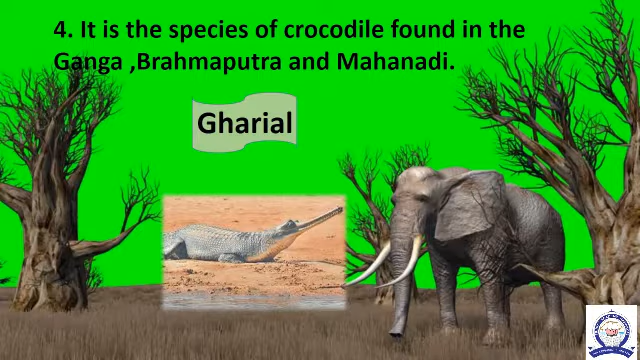 4. It is the species of crocodile found in the
Ganga ,Brahmaputra and Mahanadi.
Gharial